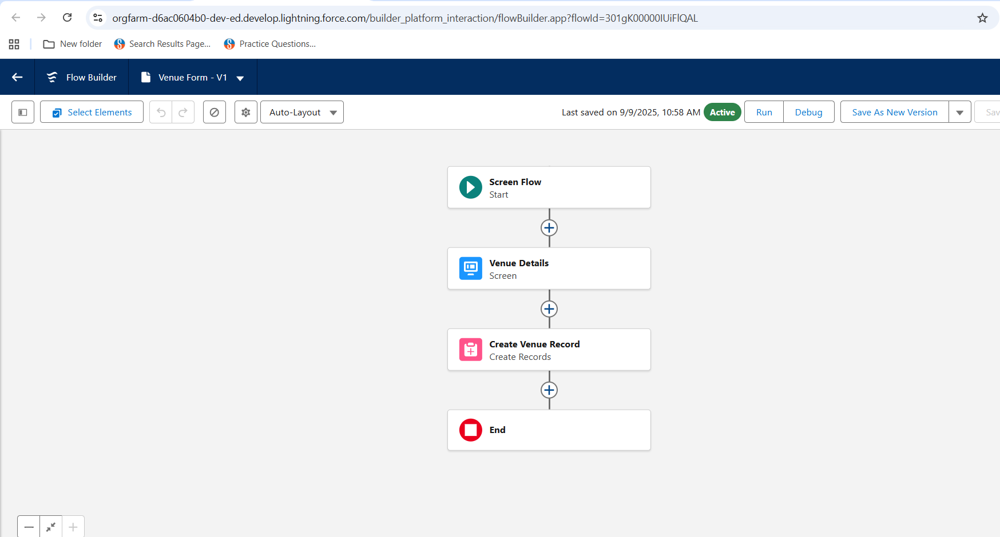 orgfarm-d6ac0604b0-dev-ed.develop.lightning.force.com/builder_platform_interaction/flowBuilder.app?flowId=301gK00000IUiFlQAL
New folder Search Results Page... Practice Questions...
Flow Builder Venue Form - V1
Select Elements Auto-Layout Last saved on 9/9/2025, 10:58 AM Active Run Debug Save As New Version Sav
Screen Flow
Start
Venue Details
Screen
Create Venue Record
Create Records
End